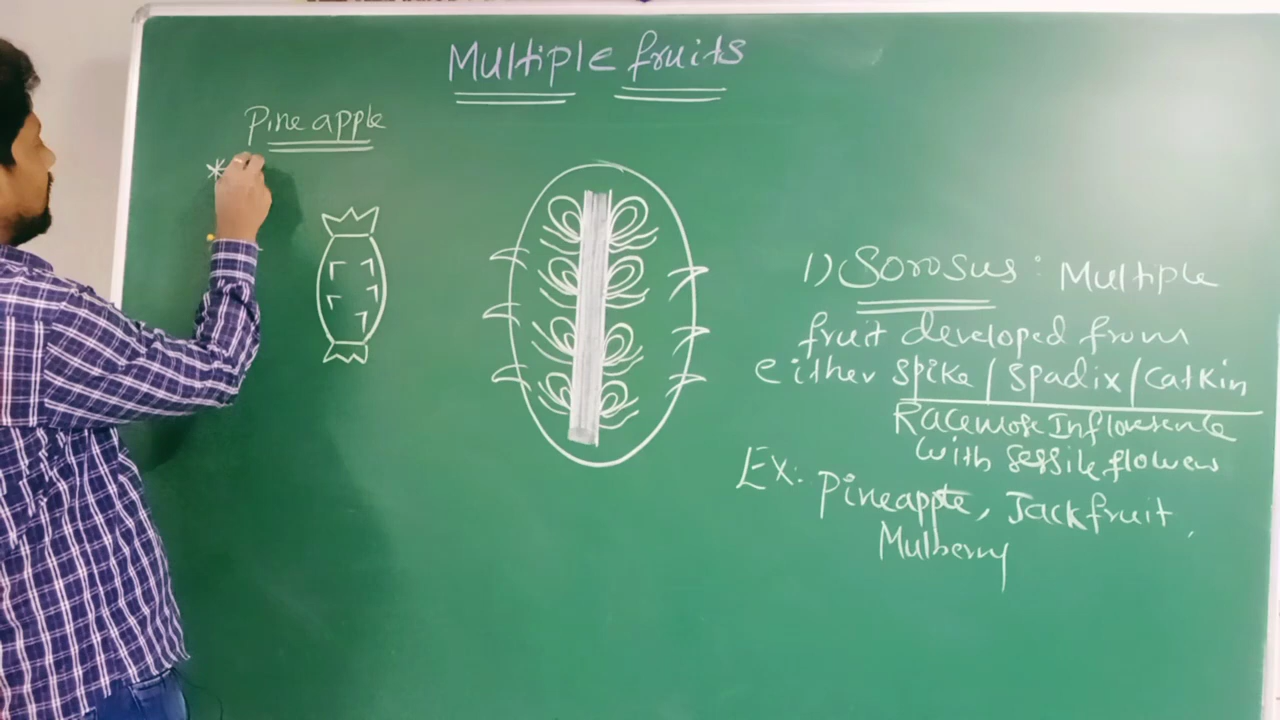 Multiple fruits
Pine apple
*
1) Sorosus: Multiple
fruit developed from
either spike/spadix/catkin
Racemose Inflorescence
with sessile flowers
Ex: Pineapple, Jackfruit,
Mulberry